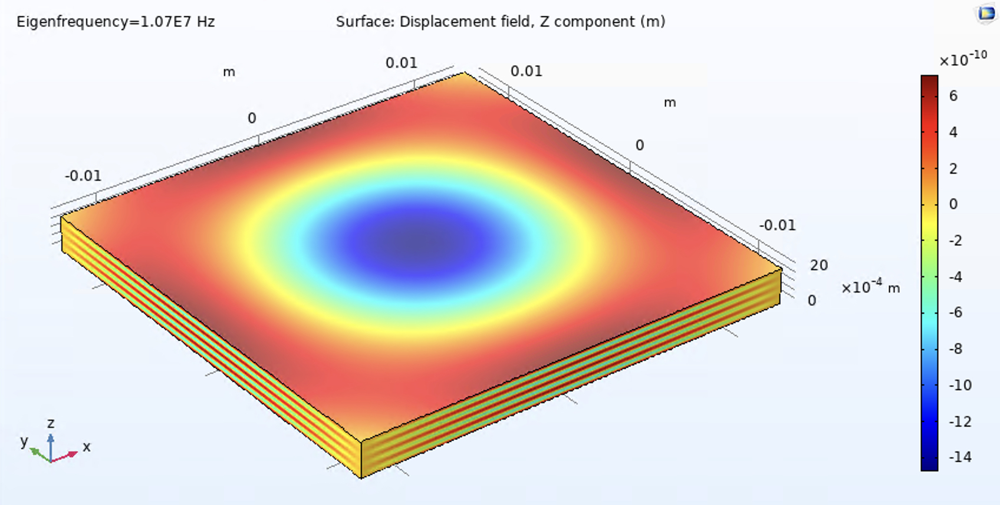 Eigenfrequency=1.07E7 Hz
Surface: Displacement field, Z component (m)
×10⁻¹⁰
0.01
0.01
m
m
0
0
-0.01
-0.01
20
×10⁻⁴ m
0
6
4
2
0
-2
-4
-6
-8
-10
-12
-14
z
y
x